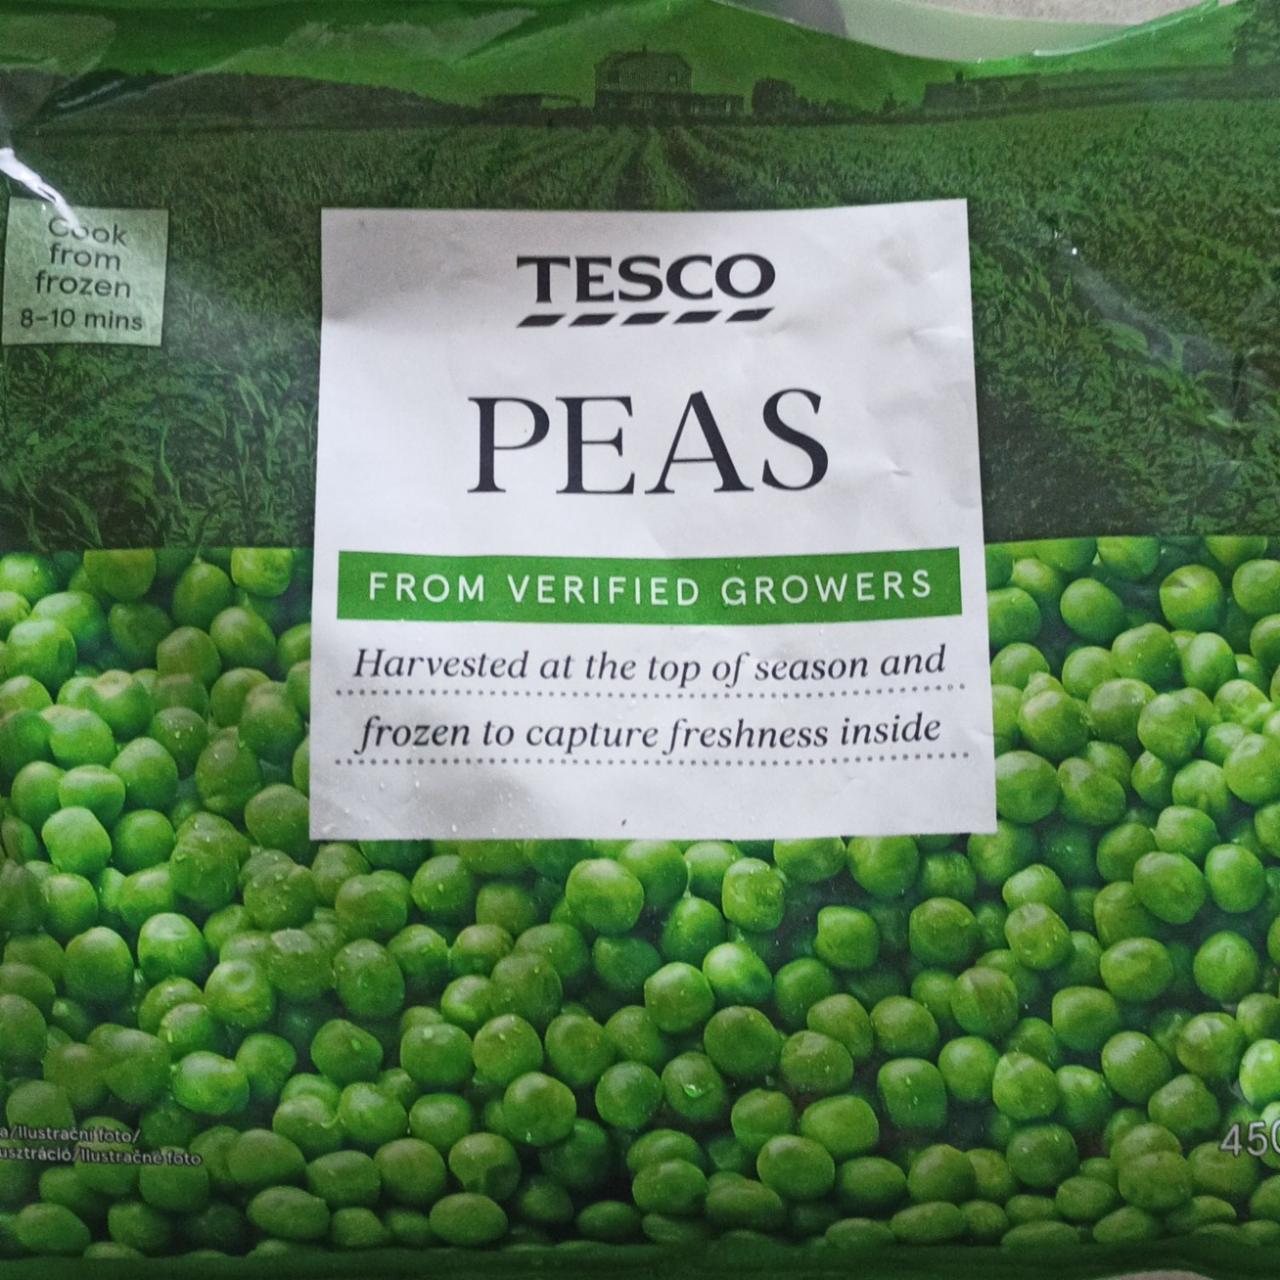 Cook
from
frozen
8-10 mins
TESCO
PEAS
FROM VERIFIED GROWERS
Harvested at the top of season and
frozen to capture freshness inside
Ilustrační foto/
Ilustračné foto